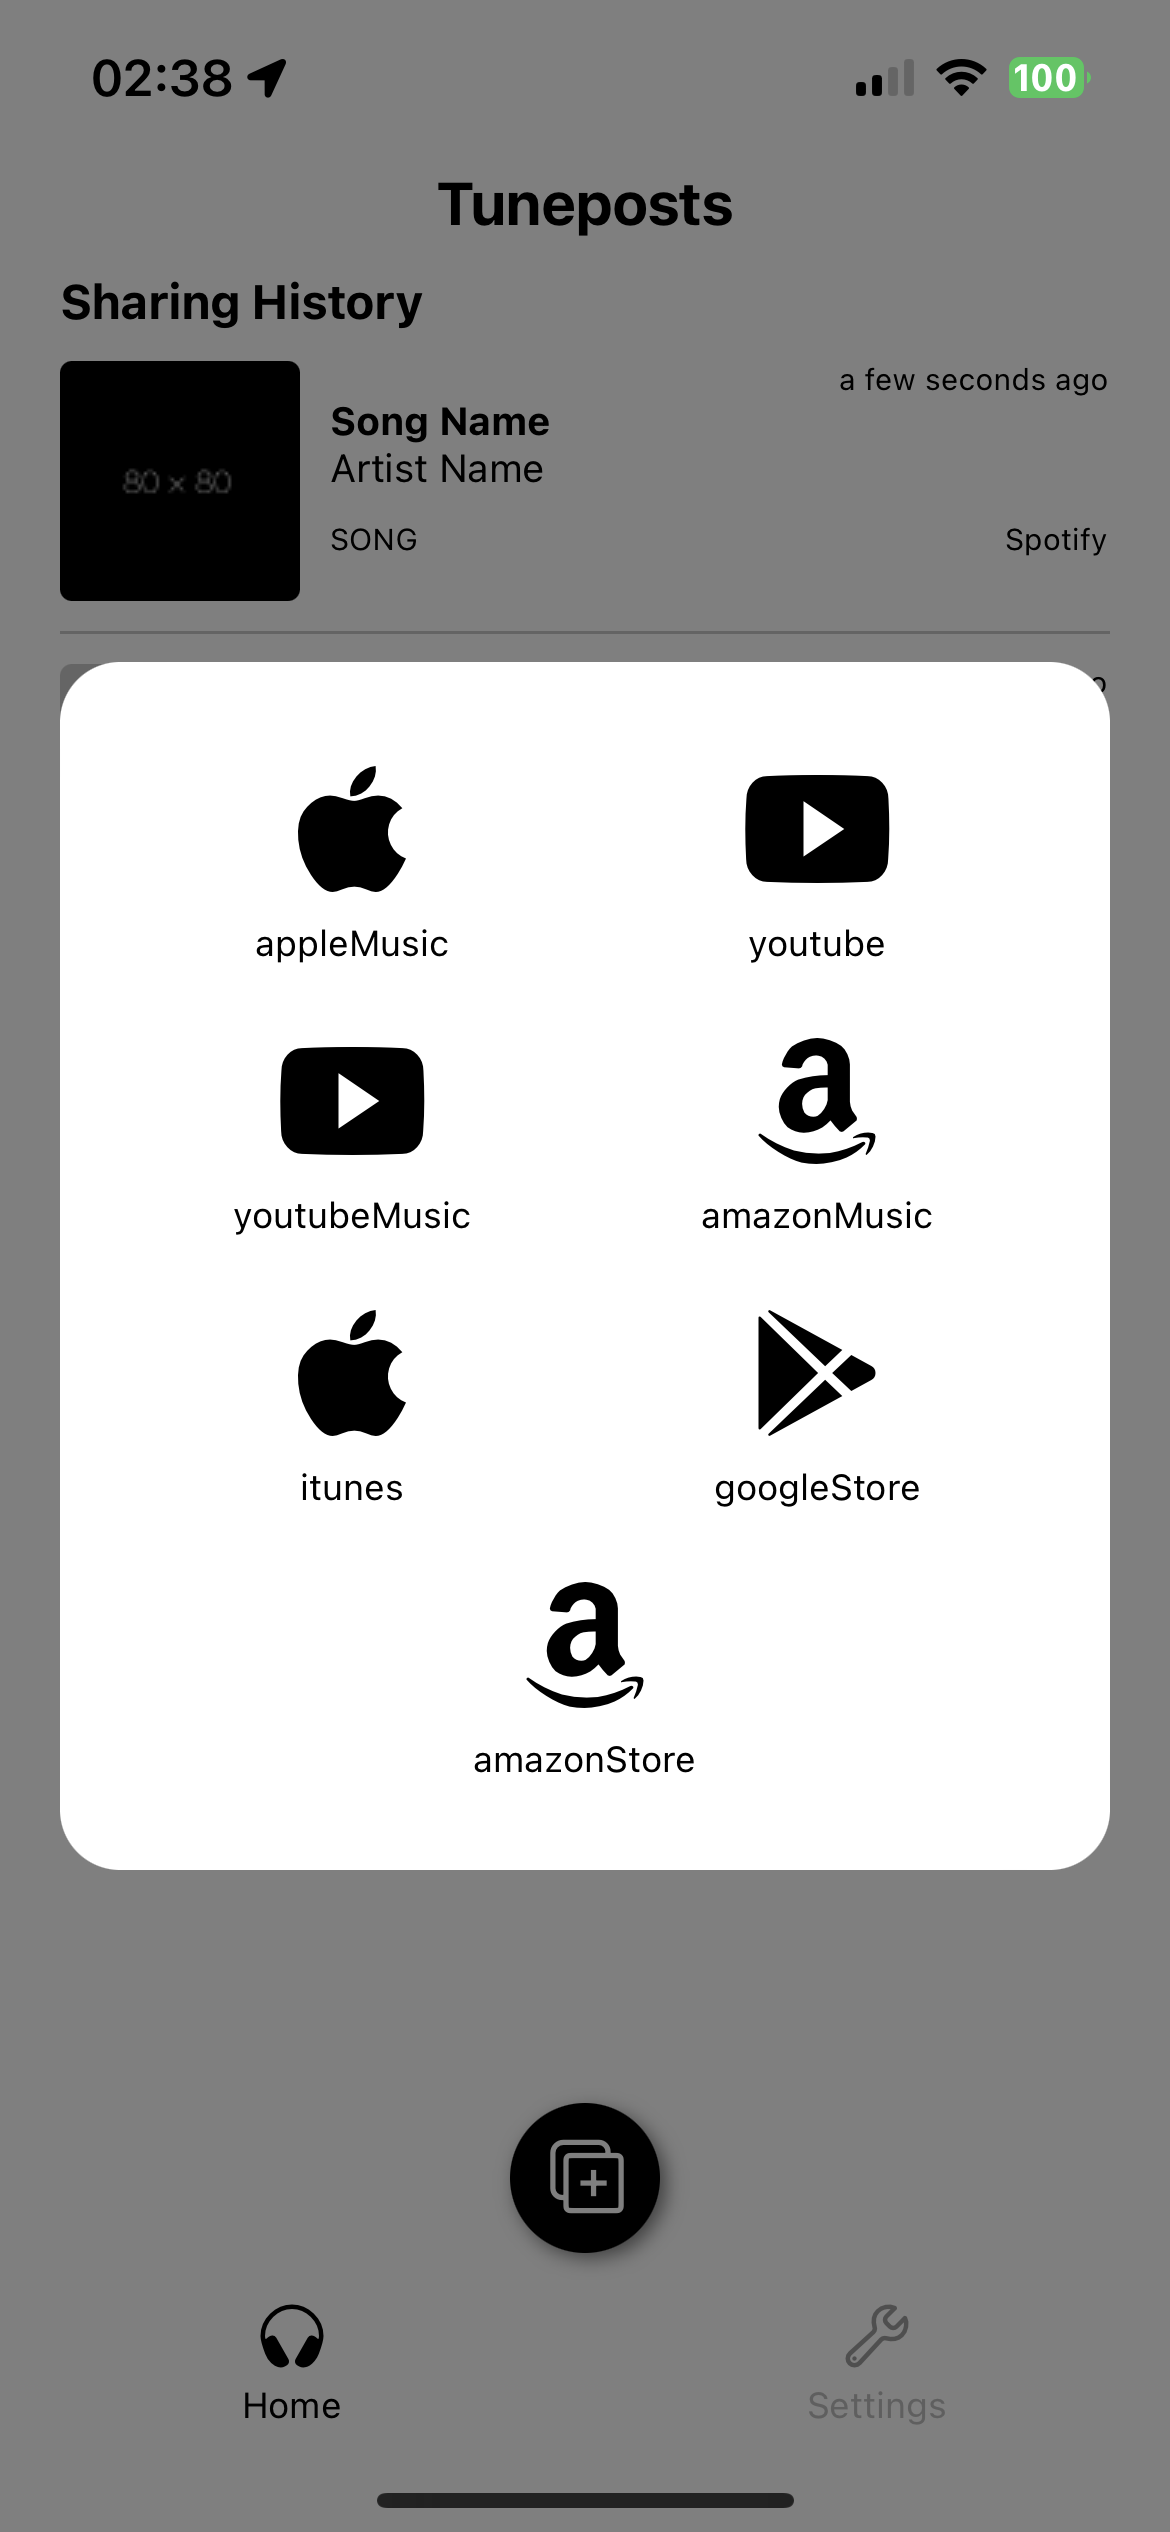 02:38
100
Tuneposts
Sharing History
a few seconds ago
Song Name
Artist Name
80 × 80
SONG
Spotify
appleMusic
youtube
youtubeMusic
amazonMusic
itunes
googleStore
amazonStore
Home
Settings